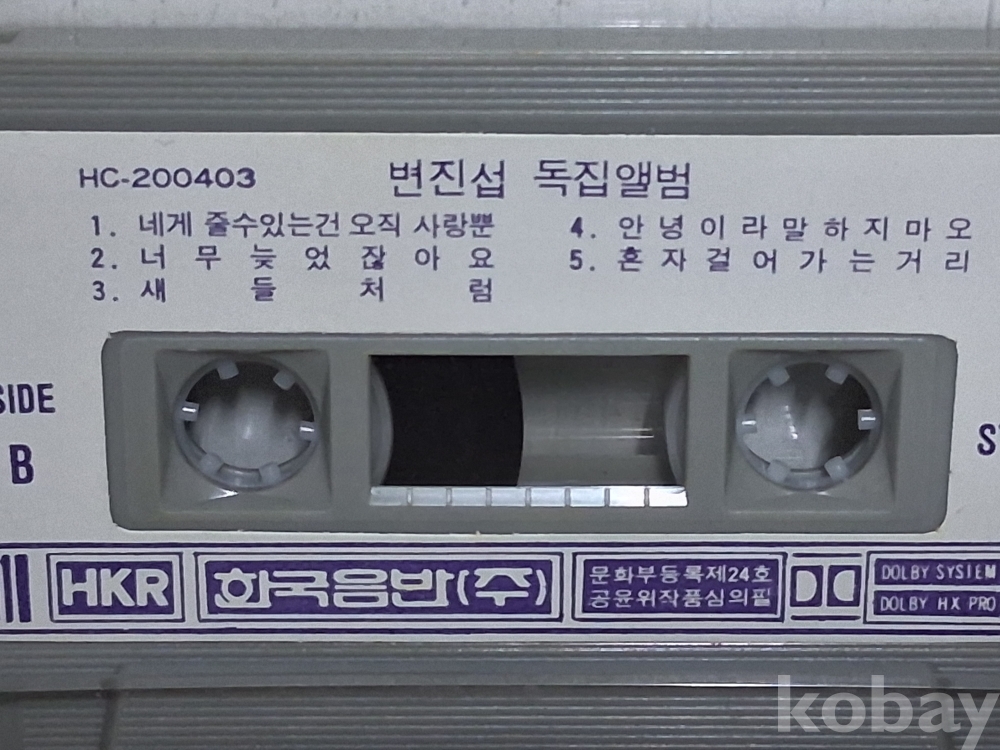 HC-200403 변진섭 독집앨범
1. 네게 줄수있는건 오직 사랑뿐
2. 너무늦었잖아요
3. 새들처럼
4. 안녕이라말하지마오
5. 혼자걸어가는거리
SIDE
B
HKR
한국음반(주)
문화부등록제24호
공윤위작품심의필
DOLBY SYSTEM
DOLBY HX PRO
kobay